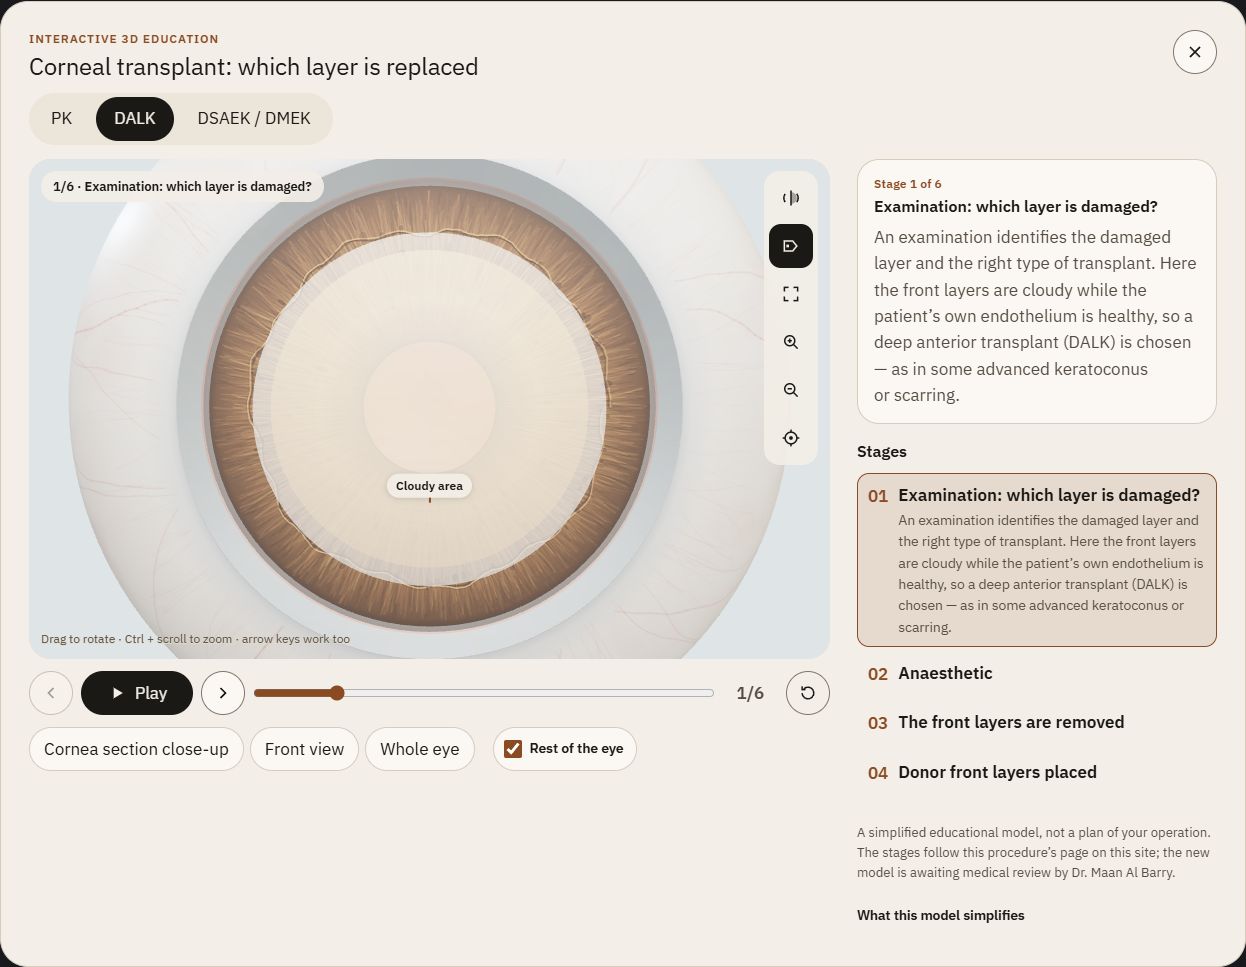 INTERACTIVE 3D EDUCATION
Corneal transplant: which layer is replaced
PK
DALK
DSAEK / DMEK
1/6 · Examination: which layer is damaged?
Cloudy area
Drag to rotate · Ctrl + scroll to zoom · arrow keys work too
Play
1/6
Cornea section close-up
Front view
Whole eye
Rest of the eye
Stage 1 of 6
Examination: which layer is damaged?
An examination identifies the damaged
layer and the right type of transplant. Here
the front layers are cloudy while the
patient’s own endothelium is healthy, so a
deep anterior transplant (DALK) is chosen
— as in some advanced keratoconus
or scarring.
Stages
01 Examination: which layer is damaged?
An examination identifies the damaged layer and
the right type of transplant. Here the front layers
are cloudy while the patient’s own endothelium is
healthy, so a deep anterior transplant (DALK) is
chosen — as in some advanced keratoconus or
scarring.
02 Anaesthetic
03 The front layers are removed
04 Donor front layers placed
A simplified educational model, not a plan of your operation.
The stages follow this procedure’s page on this site; the new
model is awaiting medical review by Dr. Maan Al Barry.
What this model simplifies